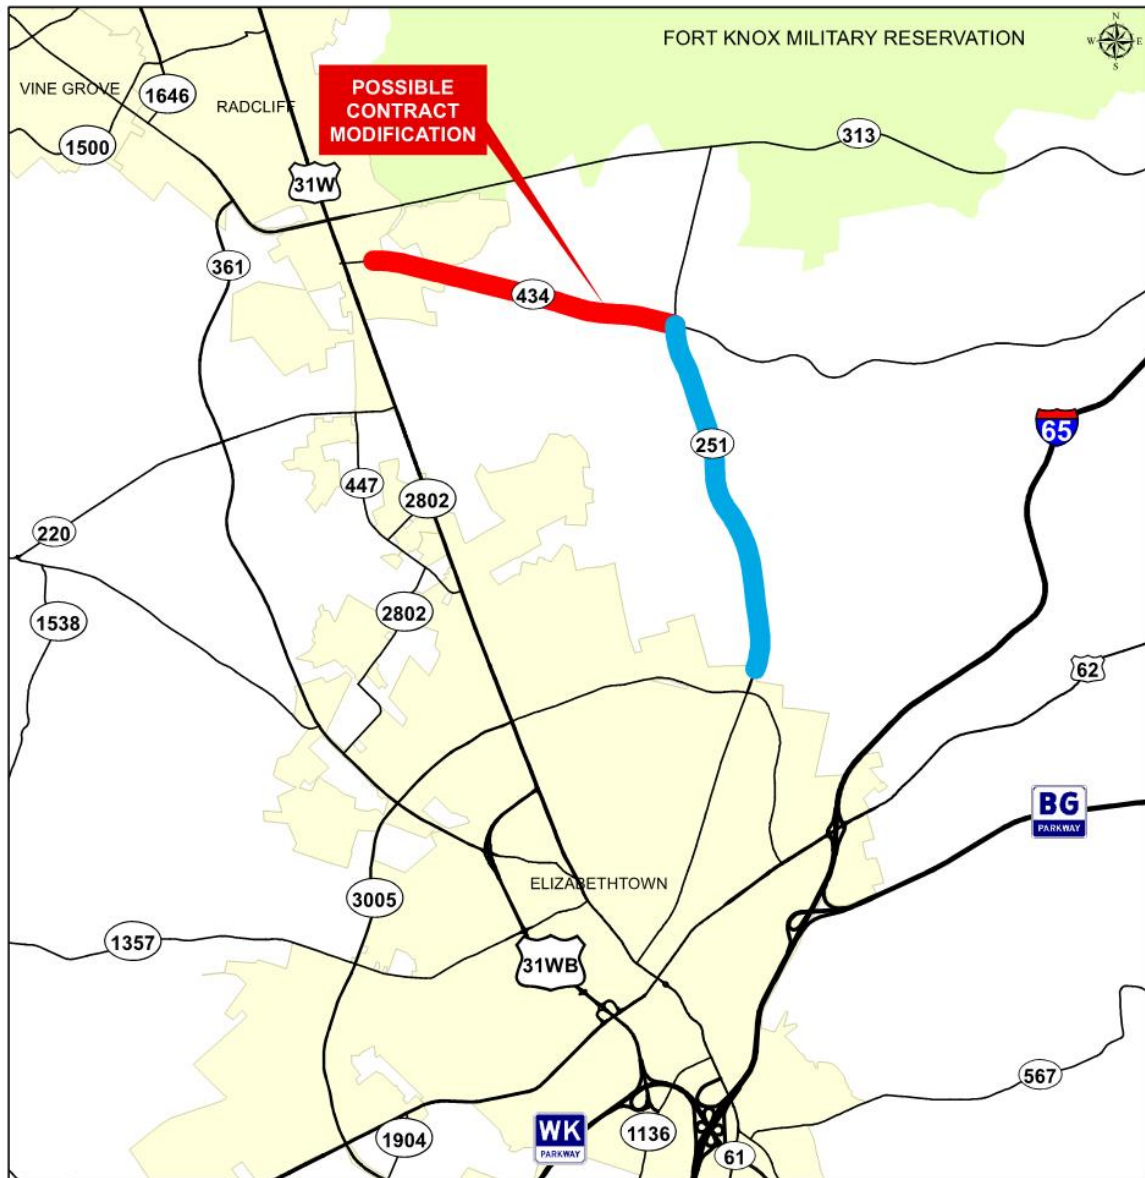 FORT KNOX MILITARY RESERVATION
N
W
E
S
VINE GROVE
1646
RADCLIFF
POSSIBLE
CONTRACT
MODIFICATION
1500
313
31W
361
434
65
251
447
2802
220
2802
1538
62
BG
PARKWAY
ELIZABETHTOWN
3005
1357
31WB
567
WK
PARKWAY
1904
1136
61